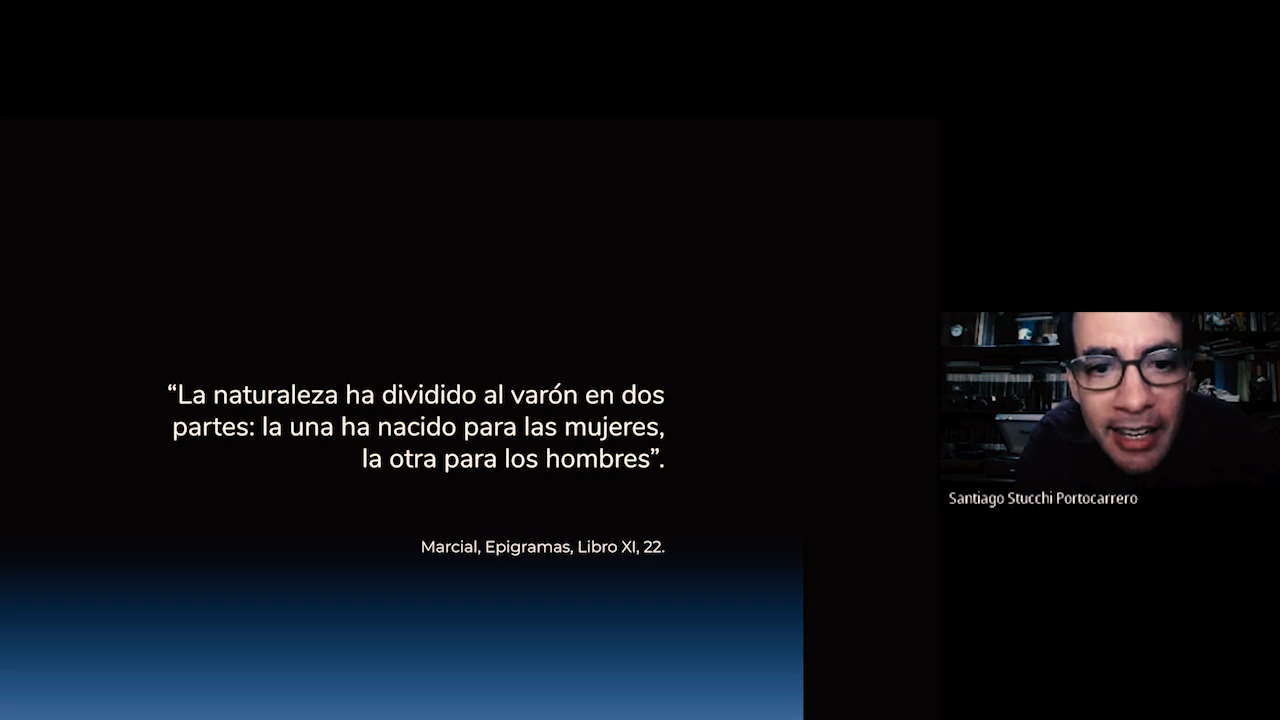 “La naturaleza ha dividido al varón en dos
partes: la una ha nacido para las mujeres,
la otra para los hombres”.
Marcial, Epigramas, Libro XI, 22.
Santiago Stucchi Portocarrero